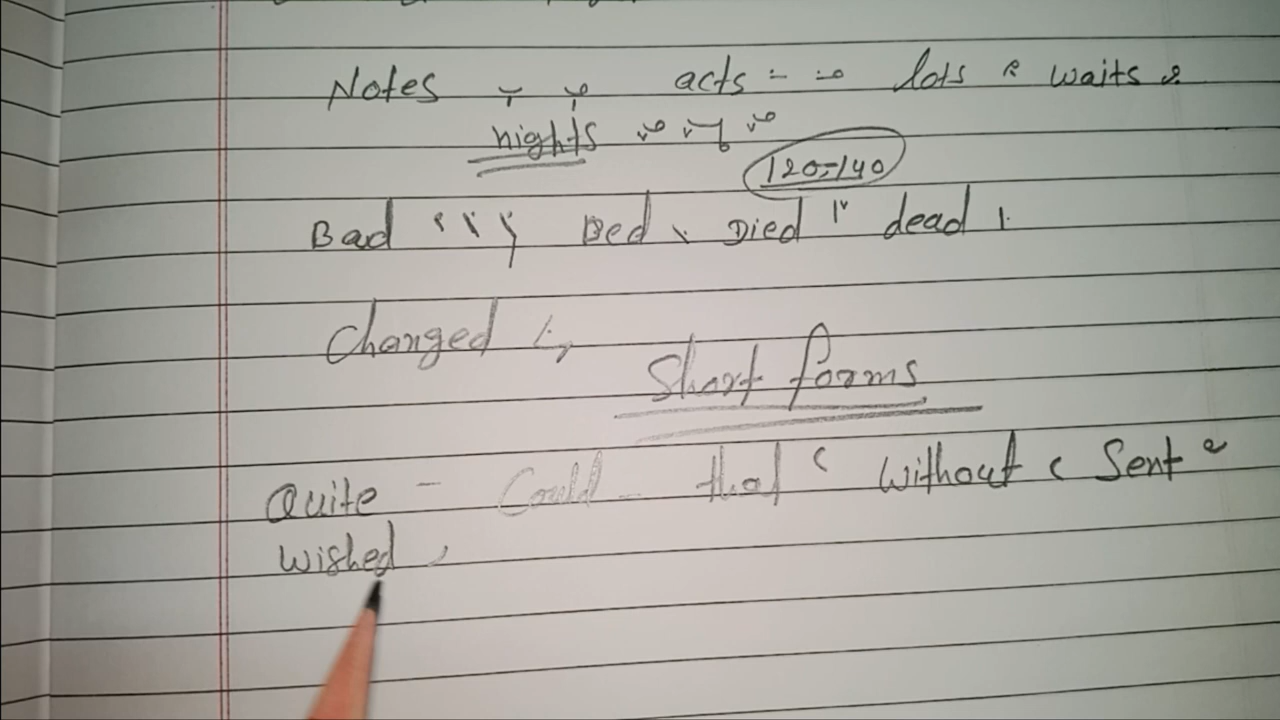 Notes acts = lots waits
nights
120-140
Bad Bed Died dead
Changed
Short forms
Quite - Could that without Sent
wished